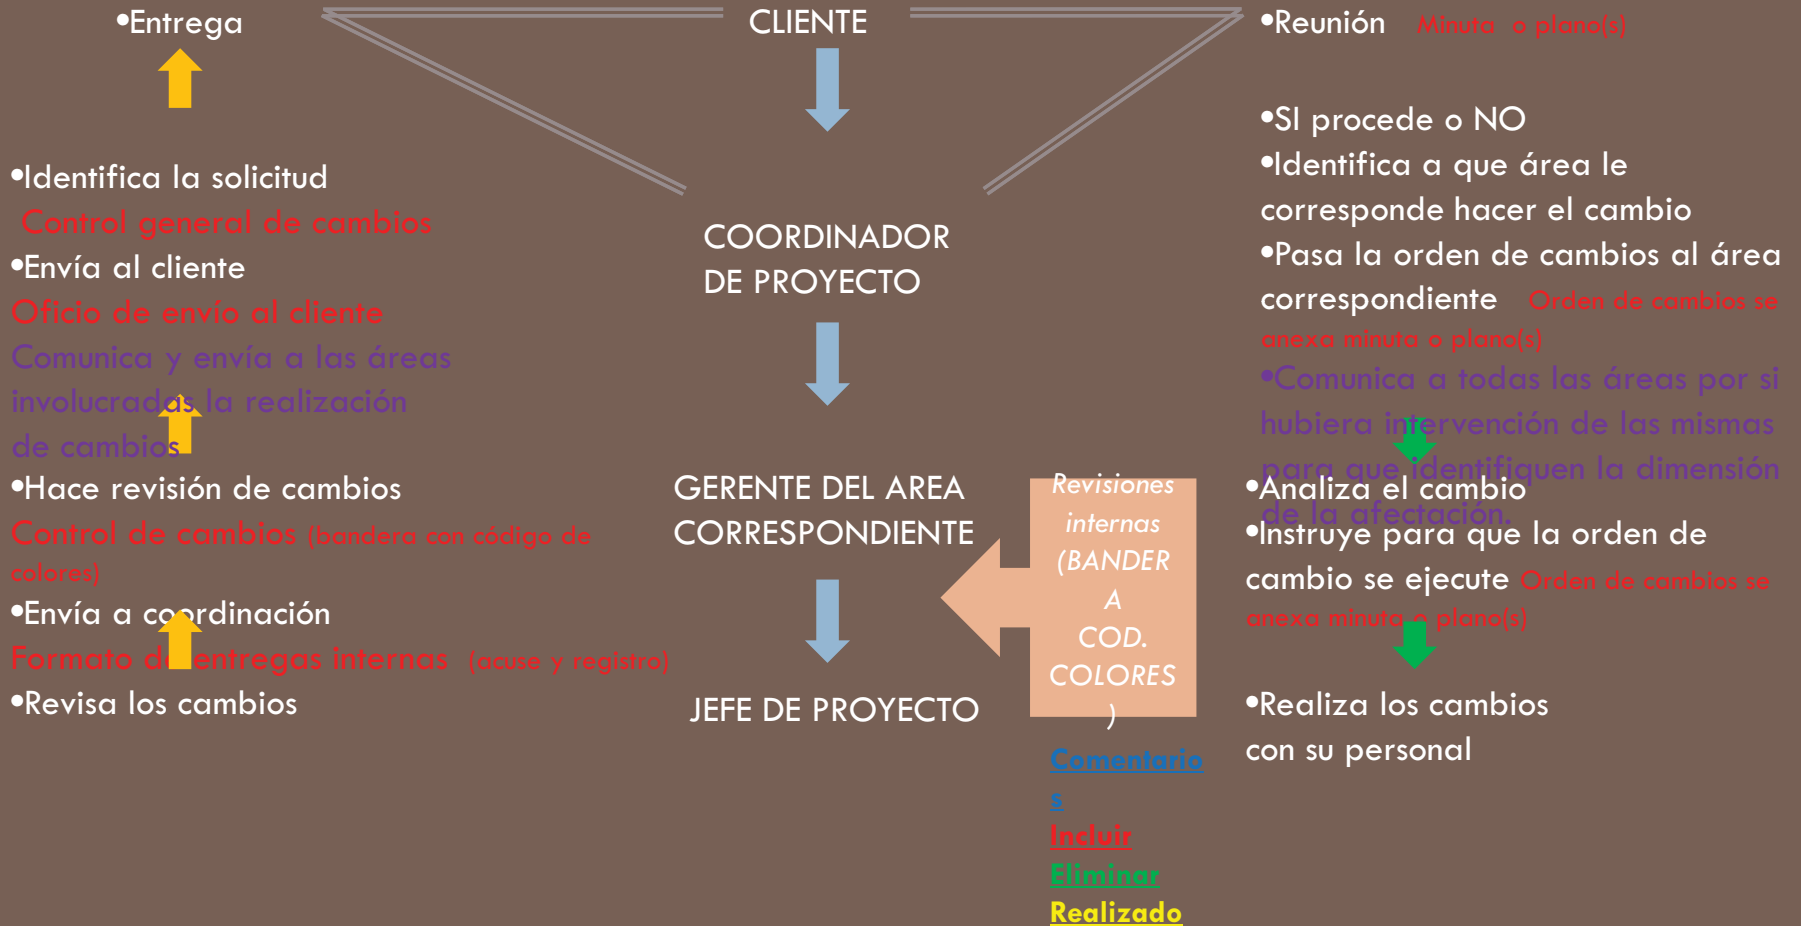 •Entrega
•Identifica la solicitud
Control general de cambios
•Envía al cliente
Oficio de envío al cliente
Comunica y envía a las áreas
involucradas la realización
de cambios
•Hace revisión de cambios
Control de cambios (bandera con código de
colores)
•Envía a coordinación
Formato de entregas internas (acuse y registro)
•Revisa los cambios
CLIENTE
COORDINADOR
DE PROYECTO
GERENTE DEL AREA
CORRESPONDIENTE
JEFE DE PROYECTO
Revisiones
internas
(BANDER
A
COD.
COLORES
)
Comentario
s
Incluir
Eliminar
Realizado
•Reunión Minuta o plano(s)
•SI procede o NO
•Identifica a que área le
corresponde hacer el cambio
•Pasa la orden de cambios al área
correspondiente Orden de cambios se
anexa minuta o plano(s)
•Comunica a todas las áreas por si
hubiera intervención de las mismas
para que identifiquen la dimensión
de la afectación.
•Analiza el cambio
•Instruye para que la orden de
cambio se ejecute Orden de cambios se
anexa minuta o plano(s)
•Realiza los cambios
con su personal